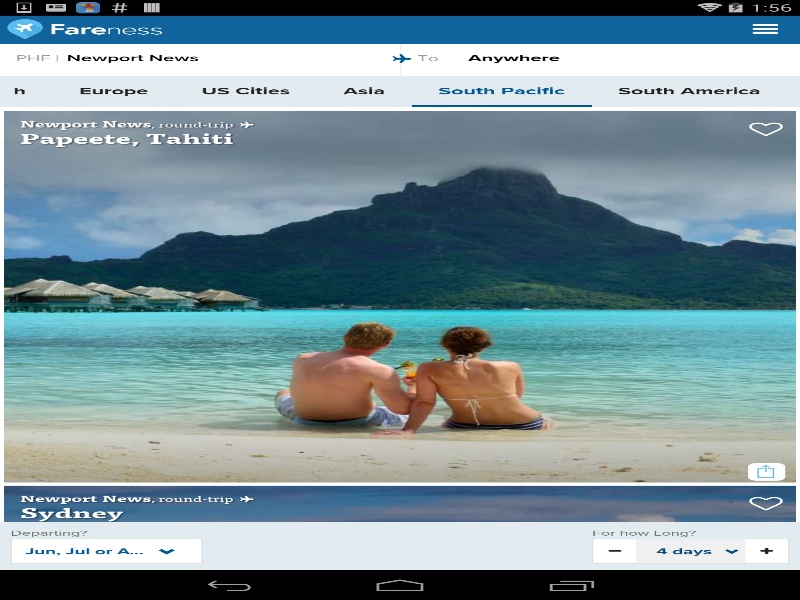 1:56
Fareness
PHF | Newport News To Anywhere
h Europe US Cities Asia South Pacific South America
Newport News, round-trip
Papeete, Tahiti
Newport News, round-trip
Sydney
Departing? For how Long?
Jun, Jul or A... − 4 days +